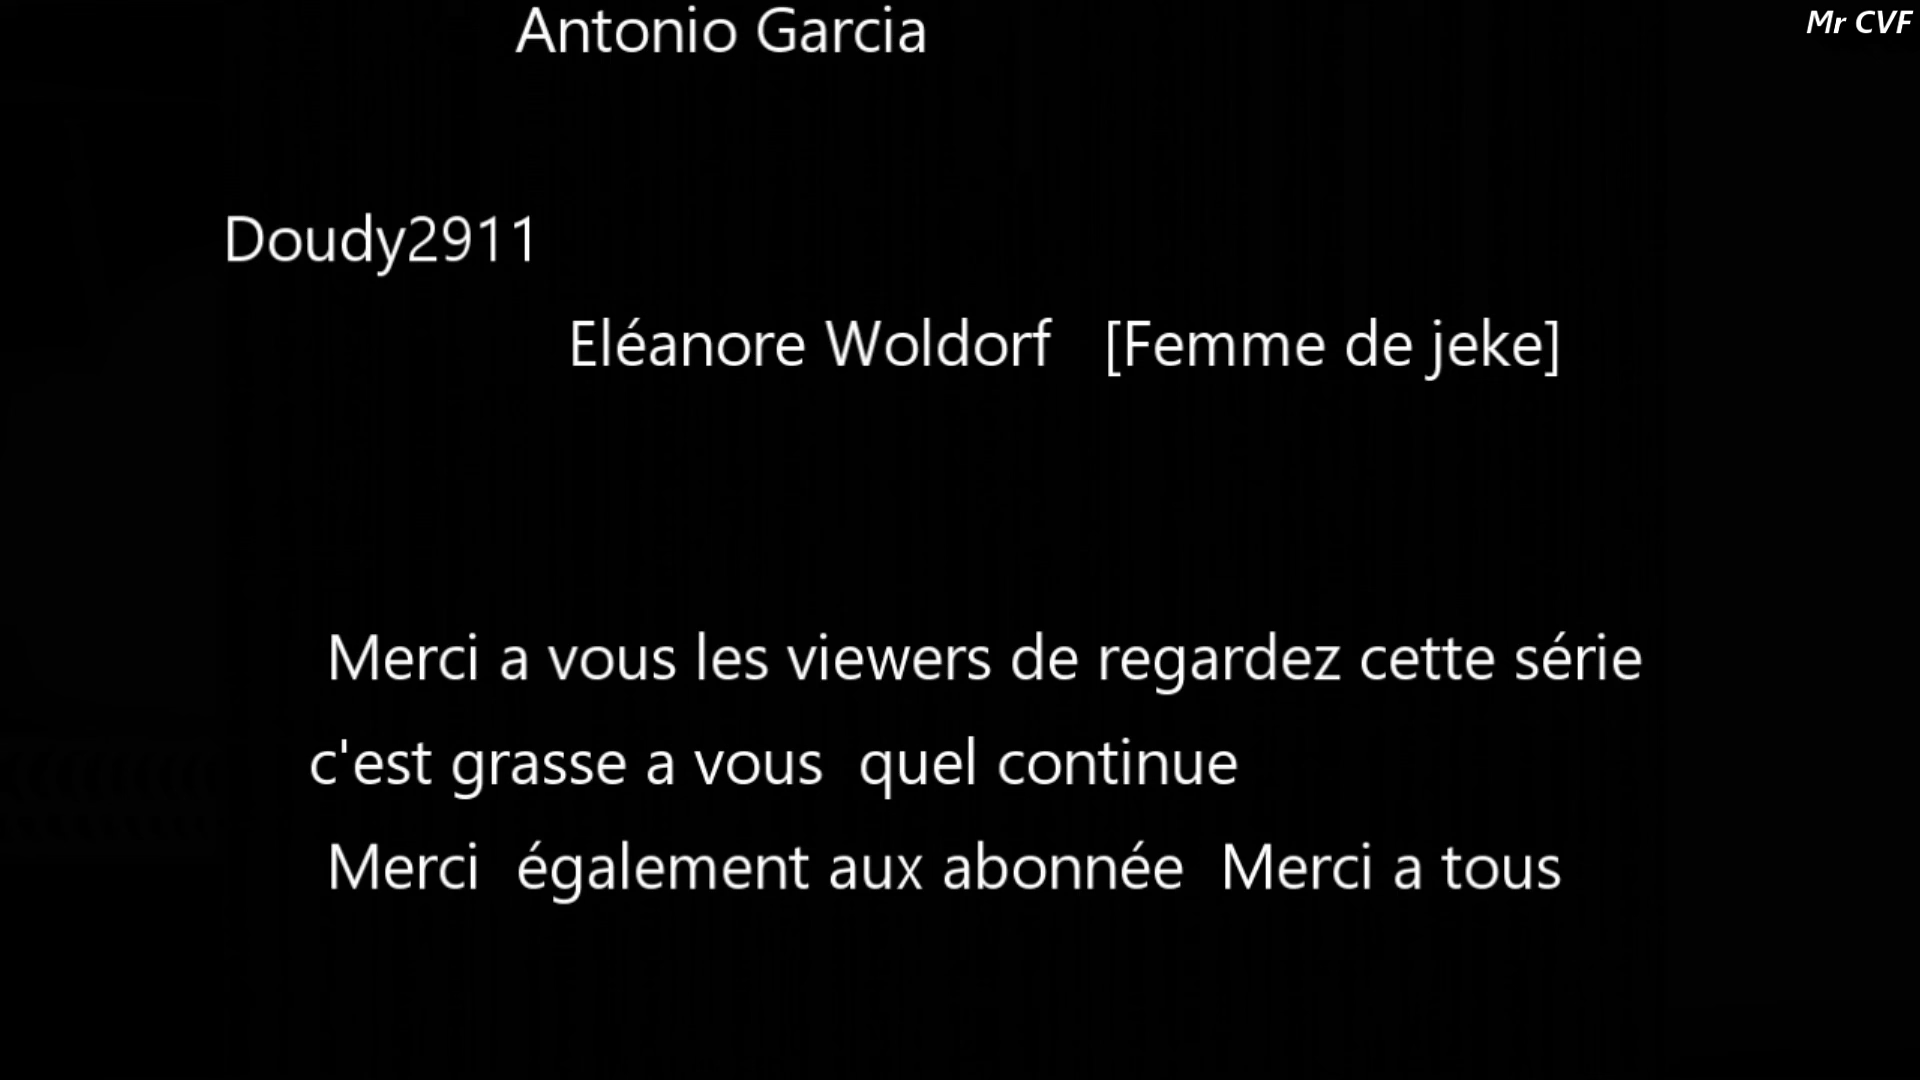 Antonio Garcia
Mr CVF
Doudy2911
Eléanore Woldorf [Femme de jeke]
Merci a vous les viewers de regardez cette série
c'est grasse a vous quel continue
Merci également aux abonnée Merci a tous